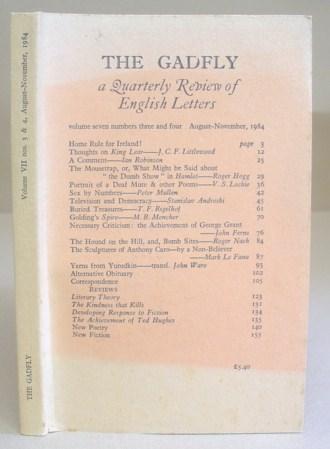 THE GADFLY
a Quarterly Review of
English Letters
volume seven numbers three and four August-November, 1984
Home Rule for Ireland! page 3
Thoughts on King Lear——J. C. F. Littlewood 12
A Comment——Ian Robinson 25
The Mousetrap, or, What Might be Said about
" the Dumb Show " in Hamlet——Roger Hogg 29
Portrait of a Deaf Mute & other Poems——V. S. Lockie 36
Sex by Numbers——Peter Mullen 42
Television and Democracy——Stanislav Andreski 45
Buried Treasures——T. F. Repelhof 61
Golding's Spire——M. B. Mencher 70
Necessary Criticism: the Achievement of George Grant
——John Ferns 76
The Hound on the Hill, and, Bomb Sites——Roger Nash 84
The Sculptures of Anthony Caro——by a Non-Believer
——Mark Le Fanu 87
Yarns from Yuredkin——transl. John Ware 95
Alternative Obituary 102
Correspondence 105
REVIEWS
Literary Theory 123
The Kindness that Kills 131
Developing Response to Fiction 134
The Achievement of Ted Hughes 135
New Poetry 140
New Fiction 155
£5.40
THE GADFLY
Volume VII nos. 3 & 4, August-November, 1984